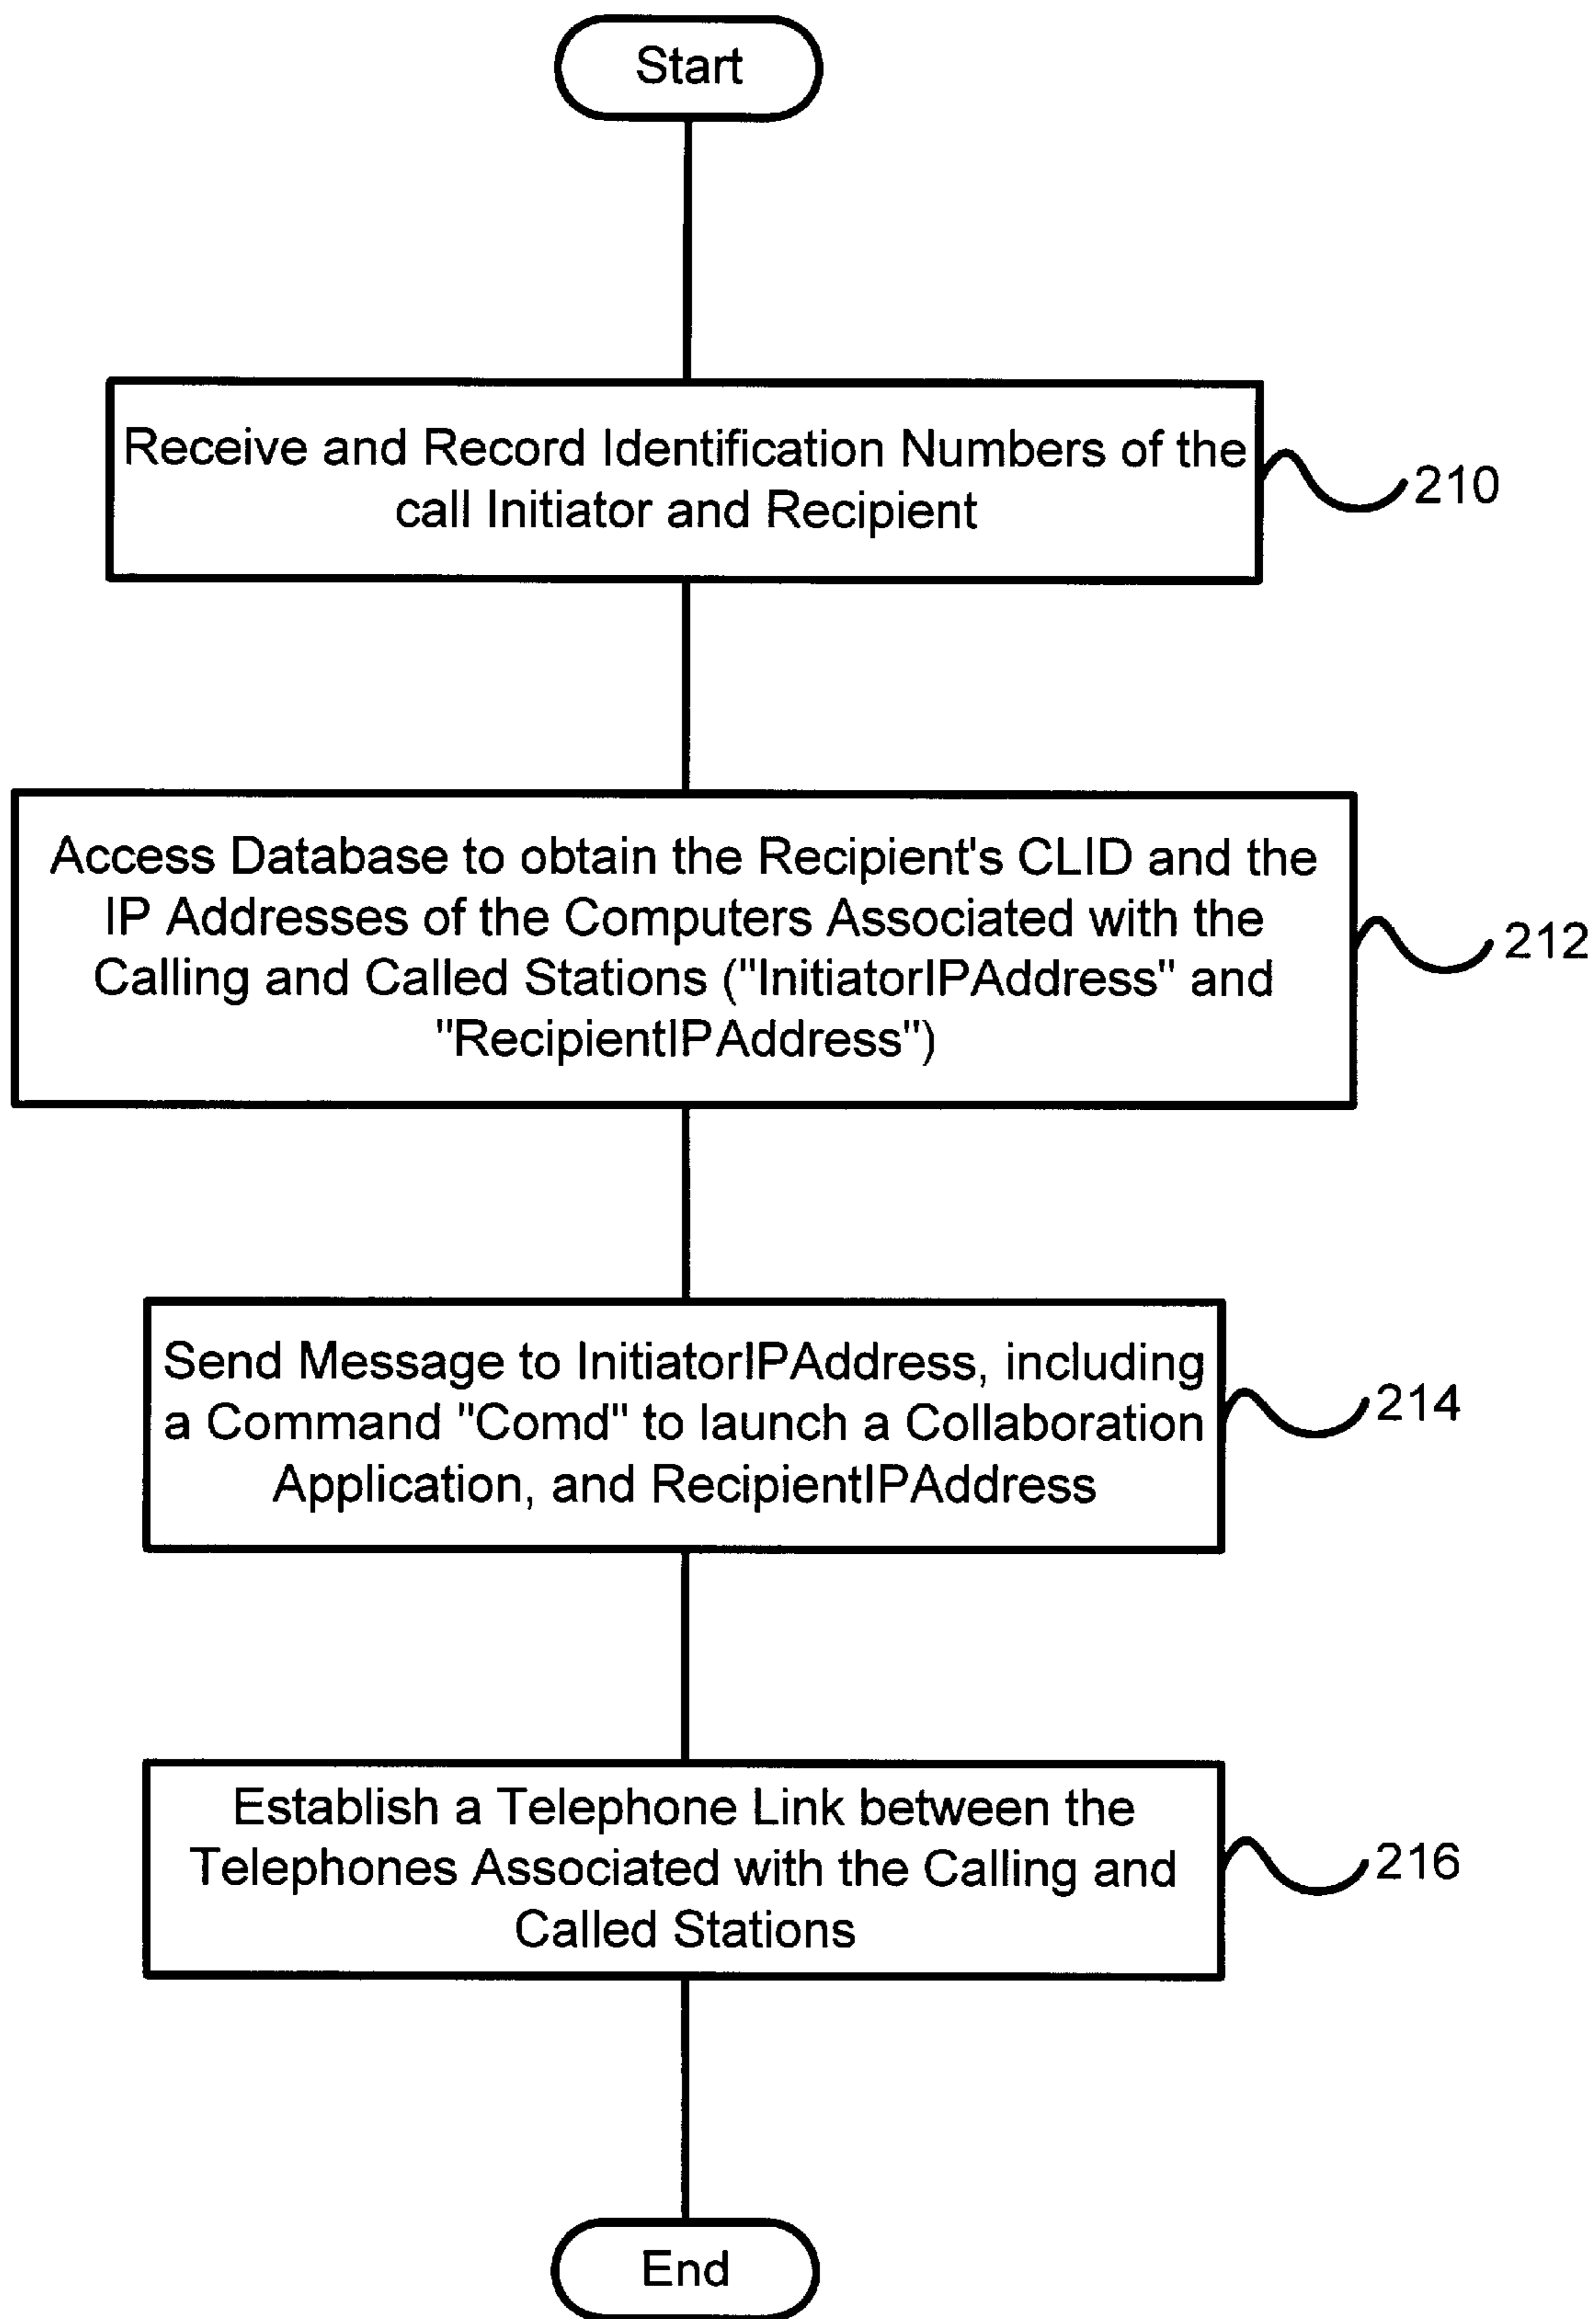 Start
Receive and Record Identification Numbers of the
call Initiator and Recipient
210
Access Database to obtain the Recipient's CLID and the
IP Addresses of the Computers Associated with the
Calling and Called Stations ("InitiatorIPAddress" and
"RecipientIPAddress")
212
Send Message to InitiatorIPAddress, including
a Command "Comd" to launch a Collaboration
Application, and RecipientIPAddress
214
Establish a Telephone Link between the
Telephones Associated with the Calling and
Called Stations
216
End